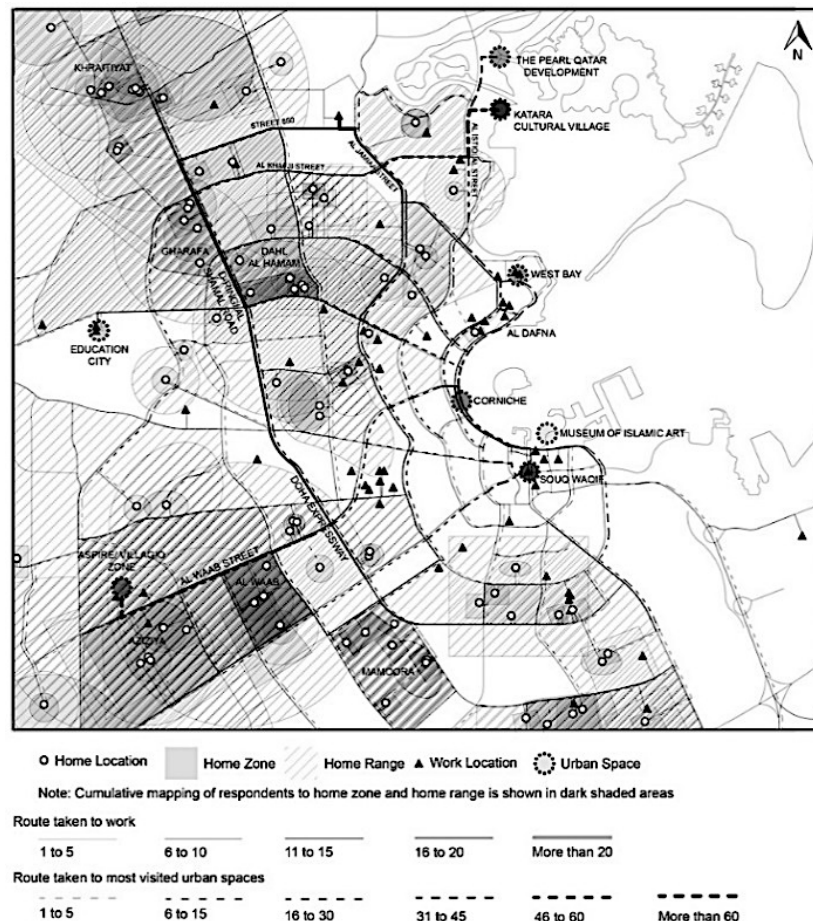 N
THE PEARL QATAR
DEVELOPMENT
KATARA
CULTURAL VILLAGE
KHRAITIYAT
STREET 850
AL KHAFJI STREET
AL JAMAIA STREET
AL ISTIQLAL STREET
GHARAFA
DAHL
AL HAMAM
WEST BAY
AL DAFNA
EDUCATION
CITY
CORNICHE
MUSEUM OF ISLAMIC ART
SOUQ WAQIF
DOHA EXPRESSWAY
ASPIRE/ VILLAGIO
ZONE
AL WAAB STREET
AL WAAB
AZIZIYA
MAMOORA
Home Location Home Zone Home Range Work Location Urban Space
Note: Cumulative mapping of respondents to home zone and home range is shown in dark shaded areas
Route taken to work
1 to 5 6 to 10 11 to 15 16 to 20 More than 20
Route taken to most visited urban spaces
1 to 5 6 to 15 16 to 30 31 to 45 46 to 60 More than 60